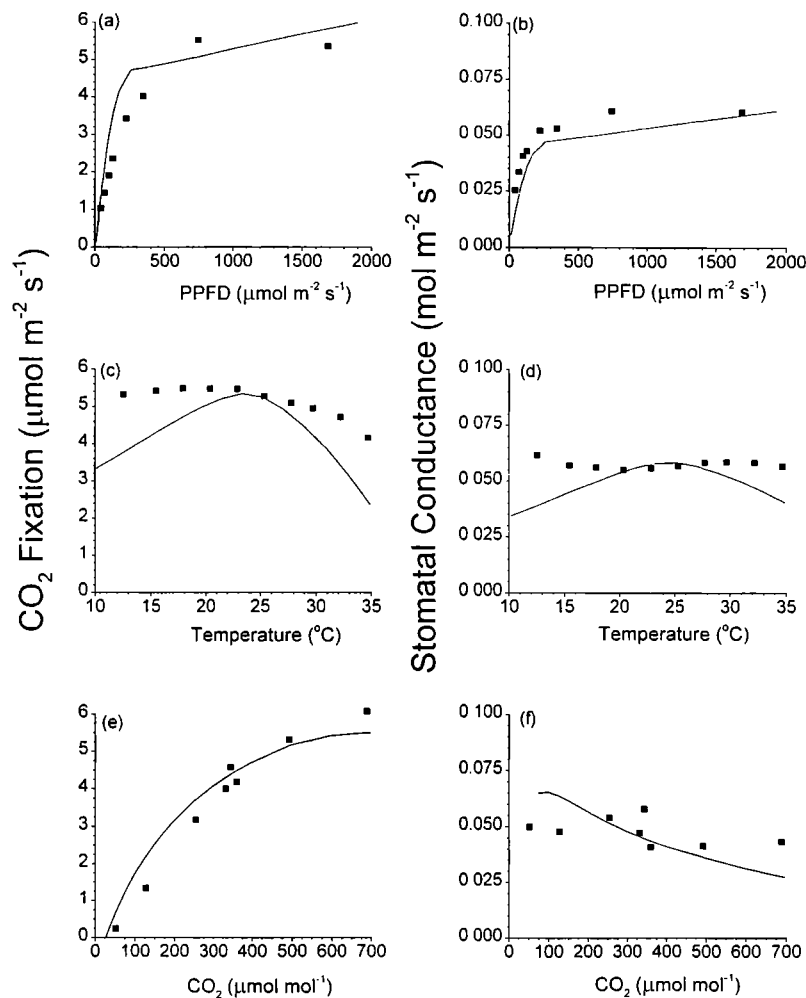 CO2 Fixation (μmol m-2 s-1)
Stomatal Conductance (mol m-2 s-1)
(a)
6
5
4
3
2
1
0
0 500 1000 1500 2000
PPFD (μmol m-2 s-1)
(b)
0 100
0.075
0.050
0.025
0 000
0 500 1000 1500 2000
PPFD (μmol m-2 s-1)
(c)
6
5
4
3
2
1
0
10 15 20 25 30 35
Temperature (oC)
(d)
0 100
0 075
0 050
0 025
0 000
10 15 20 25 30 35
Temperature (oC)
(e)
6
5
4
3
2
1
0
0 100 200 300 400 500 600 700
CO2 (μmol mol-1)
(f)
0 100
0 075
0 050
0 025
0 000
0 100 200 300 400 500 600 700
CO2 (μmol mol-1)